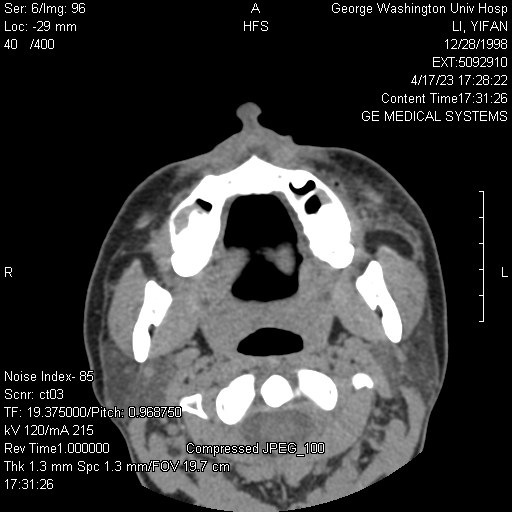 Ser: 6/Img: 96
Loc: -29 mm
40 /400
A
HFS
George Washington Univ Hosp
LI, YIFAN
12/28/1998
EXT:5092910
4/17/23 17:28:22
Content Time17:31:26
GE MEDICAL SYSTEMS
R
L
Noise Index- 85
Scnr: ct03
TF: 19.375000/Pitch: 0.968750
kV 120/mA 215
Rev Time1.000000
Compressed JPEG_100
Thk 1.3 mm Spc 1.3 mm/FOV 19.7 cm
17:31:26